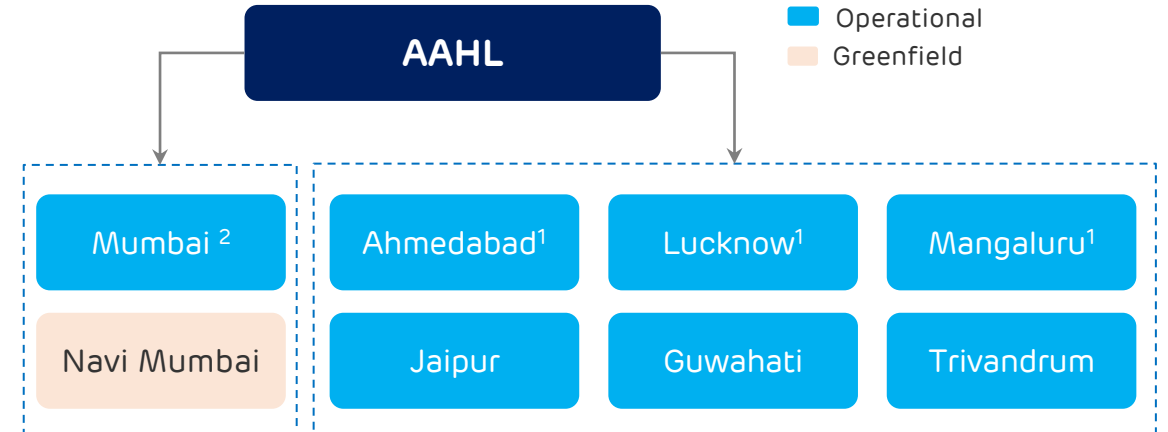 AAHL
Operational
Greenfield
Mumbai ²
Ahmedabad¹
Lucknow¹
Mangaluru¹
Navi Mumbai
Jaipur
Guwahati
Trivandrum